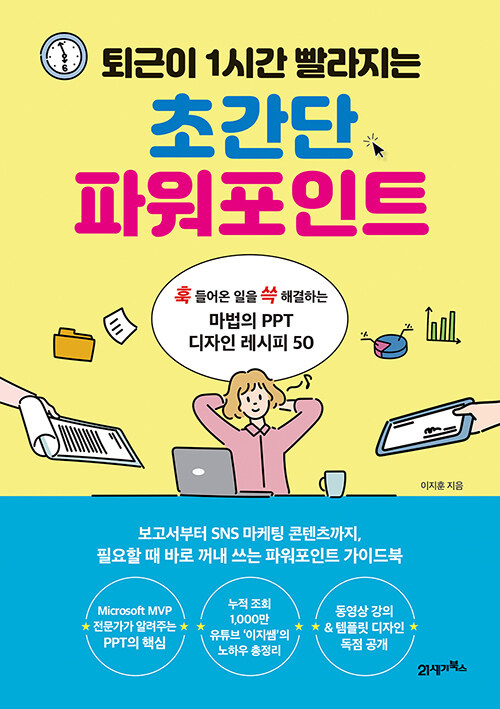 퇴근이 1시간 빨라지는
초간단
파워포인트
훅 들어온 일을 쓱 해결하는
마법의 PPT
디자인 레시피 50
이지훈 지음
보고서부터 SNS 마케팅 콘텐츠까지,
필요할 때 바로 꺼내 쓰는 파워포인트 가이드북
Microsoft MVP
전문가가 알려주는
PPT의 핵심
누적 조회
1,000만
유튜브 '이지쌤'의
노하우 총정리
동영상 강의
& 템플릿 디자인
독점 공개
21세기북스